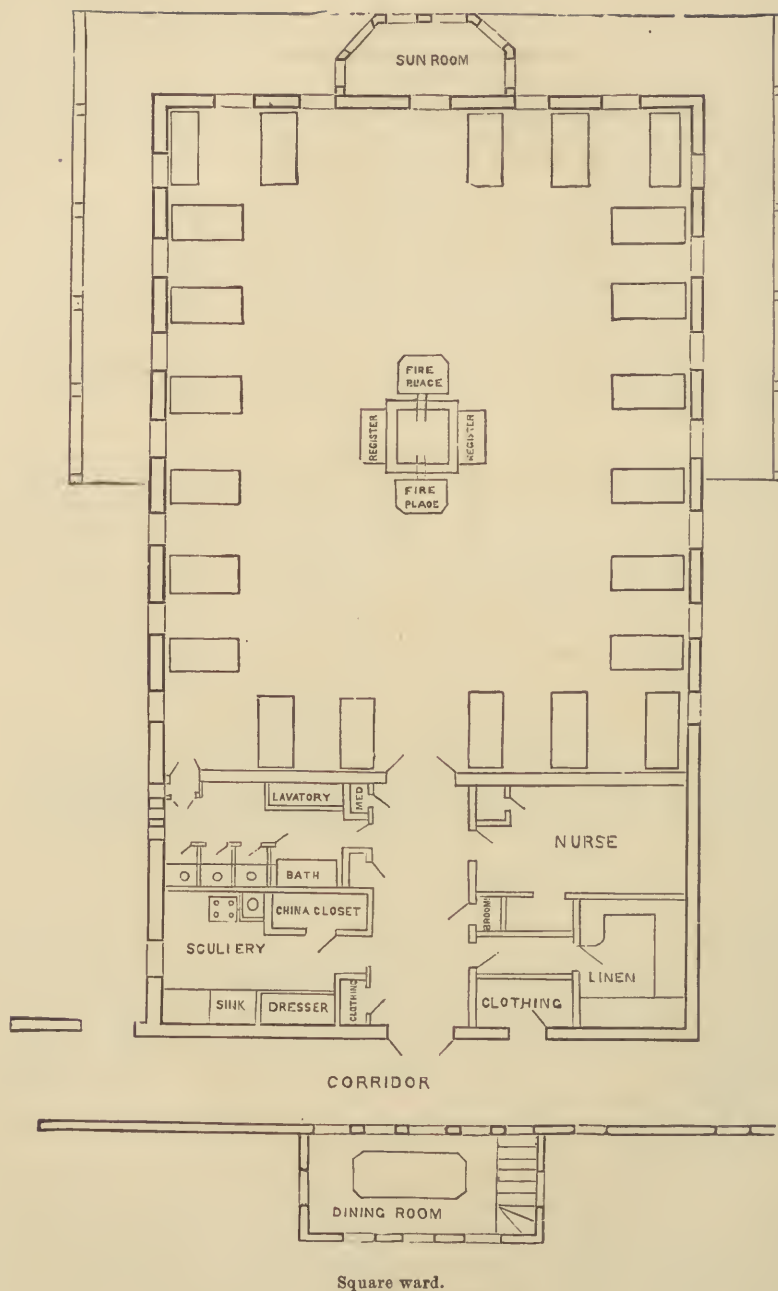 SUN ROOM
FIRE
PLACE
REGISTER
REGISTER
FIRE
PLACE
LAVATORY
MED
NURSE
BATH
CHINA CLOSET
BROOM
SCULLERY
LINEN
SINK
DRESSER
CLOTHING
CLOTHING
CORRIDOR
DINING ROOM
Square ward.